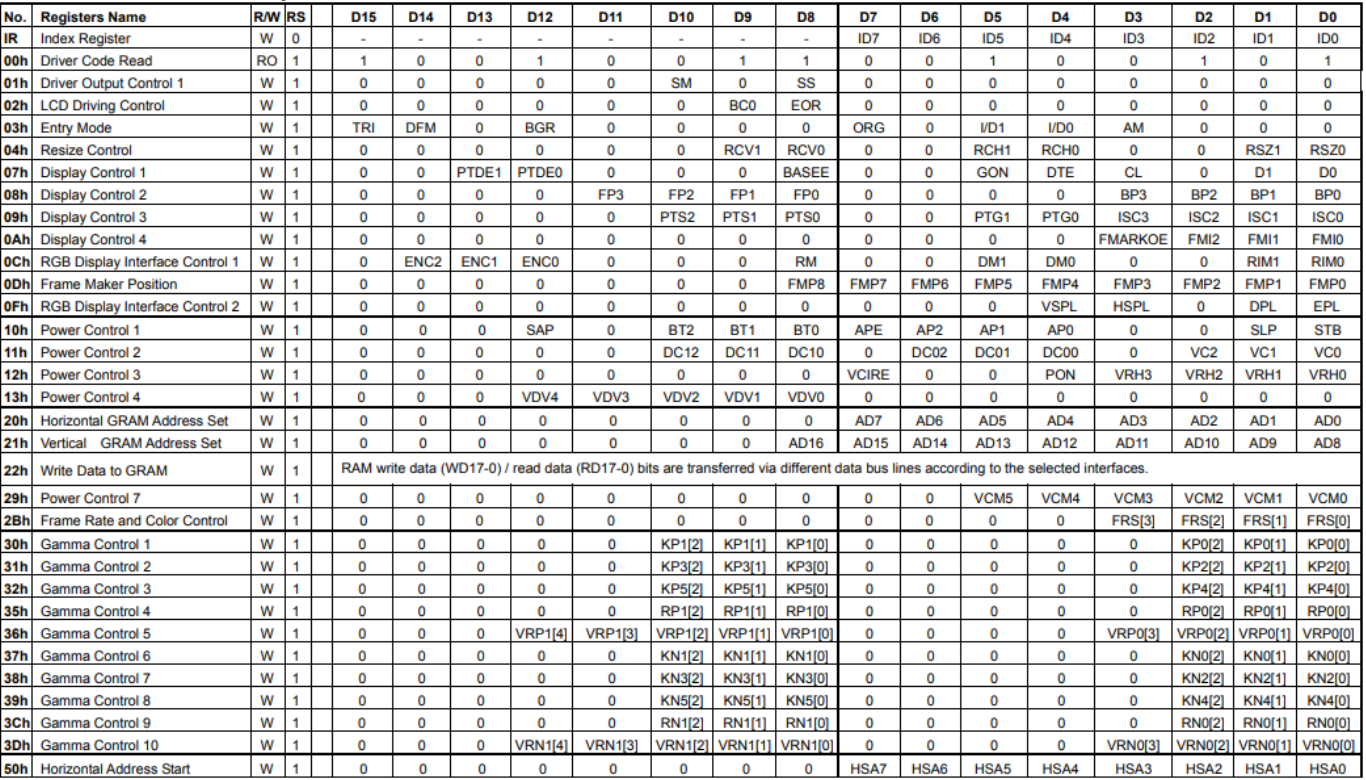 No. Registers Name R/W RS D15 D14 D13 D12 D11 D10 D9 D8 D7 D6 D5 D4 D3 D2 D1 D0
IR Index Register W 0 - - - - - - - - ID7 ID6 ID5 ID4 ID3 ID2 ID1 ID0
00h Driver Code Read RO 1 1 0 0 1 0 0 1 1 0 0 1 0 0 1 0 1
01h Driver Output Control 1 W 1 0 0 0 0 0 SM 0 SS 0 0 0 0 0 0 0 0
02h LCD Driving Control W 1 0 0 0 0 0 0 BC0 EOR 0 0 0 0 0 0 0 0
03h Entry Mode W 1 TRI DFM 0 BGR 0 0 0 0 ORG 0 I/D1 I/D0 AM 0 0 0
04h Resize Control W 1 0 0 0 0 0 0 RCV1 RCV0 0 0 RCH1 RCH0 0 0 RSZ1 RSZ0
07h Display Control 1 W 1 0 0 PTDE1 PTDE0 0 0 0 BASEE 0 0 GON DTE CL 0 D1 D0
08h Display Control 2 W 1 0 0 0 0 FP3 FP2 FP1 FP0 0 0 0 0 BP3 BP2 BP1 BP0
09h Display Control 3 W 1 0 0 0 0 0 PTS2 PTS1 PTS0 0 0 PTG1 PTG0 ISC3 ISC2 ISC1 ISC0
0Ah Display Control 4 W 1 0 0 0 0 0 0 0 0 0 0 0 0 FMARKOE FMI2 FMI1 FMI0
0Ch RGB Display Interface Control 1 W 1 0 ENC2 ENC1 ENC0 0 0 0 RM 0 0 DM1 DM0 0 0 RIM1 RIM0
0Dh Frame Maker Position W 1 0 0 0 0 0 0 0 FMP8 FMP7 FMP6 FMP5 FMP4 FMP3 FMP2 FMP1 FMP0
0Fh RGB Display Interface Control 2 W 1 0 0 0 0 0 0 0 0 0 0 0 VSPL HSPL 0 DPL EPL
10h Power Control 1 W 1 0 0 0 SAP 0 BT2 BT1 BT0 APE AP2 AP1 AP0 0 0 SLP STB
11h Power Control 2 W 1 0 0 0 0 0 DC12 DC11 DC10 0 DC02 DC01 DC00 0 VC2 VC1 VC0
12h Power Control 3 W 1 0 0 0 0 0 0 0 0 VCIRE 0 0 PON VRH3 VRH2 VRH1 VRH0
13h Power Control 4 W 1 0 0 0 VDV4 VDV3 VDV2 VDV1 VDV0 0 0 0 0 0 0 0 0
20h Horizontal GRAM Address Set W 1 0 0 0 0 0 0 0 0 AD7 AD6 AD5 AD4 AD3 AD2 AD1 AD0
21h Vertical GRAM Address Set W 1 0 0 0 0 0 0 0 AD16 AD15 AD14 AD13 AD12 AD11 AD10 AD9 AD8
22h Write Data to GRAM W 1 RAM write data (WD17-0) / read data (RD17-0) bits are transferred via different data bus lines according to the selected interfaces.
29h Power Control 7 W 1 0 0 0 0 0 0 0 0 0 0 VCM5 VCM4 VCM3 VCM2 VCM1 VCM0
2Bh Frame Rate and Color Control W 1 0 0 0 0 0 0 0 0 0 0 0 0 FRS[3] FRS[2] FRS[1] FRS[0]
30h Gamma Control 1 W 1 0 0 0 0 0 KP1[2] KP1[1] KP1[0] 0 0 0 0 0 KP0[2] KP0[1] KP0[0]
31h Gamma Control 2 W 1 0 0 0 0 0 KP3[2] KP3[1] KP3[0] 0 0 0 0 0 KP2[2] KP2[1] KP2[0]
32h Gamma Control 3 W 1 0 0 0 0 0 KP5[2] KP5[1] KP5[0] 0 0 0 0 0 KP4[2] KP4[1] KP4[0]
35h Gamma Control 4 W 1 0 0 0 0 0 RP1[2] RP1[1] RP1[0] 0 0 0 0 0 RP0[2] RP0[1] RP0[0]
36h Gamma Control 5 W 1 0 0 0 VRP1[4] VRP1[3] VRP1[2] VRP1[1] VRP1[0] 0 0 0 0 VRP0[3] VRP0[2] VRP0[1] VRP0[0]
37h Gamma Control 6 W 1 0 0 0 0 0 KN1[2] KN1[1] KN1[0] 0 0 0 0 0 KN0[2] KN0[1] KN0[0]
38h Gamma Control 7 W 1 0 0 0 0 0 KN3[2] KN3[1] KN3[0] 0 0 0 0 0 KN2[2] KN2[1] KN2[0]
39h Gamma Control 8 W 1 0 0 0 0 0 KN5[2] KN5[1] KN5[0] 0 0 0 0 0 KN4[2] KN4[1] KN4[0]
3Ch Gamma Control 9 W 1 0 0 0 0 0 RN1[2] RN1[1] RN1[0] 0 0 0 0 0 RN0[2] RN0[1] RN0[0]
3Dh Gamma Control 10 W 1 0 0 0 VRN1[4] VRN1[3] VRN1[2] VRN1[1] VRN1[0] 0 0 0 0 VRN0[3] VRN0[2] VRN0[1] VRN0[0]
50h Horizontal Address Start W 1 0 0 0 0 0 0 0 0 HSA7 HSA6 HSA5 HSA4 HSA3 HSA2 HSA1 HSA0